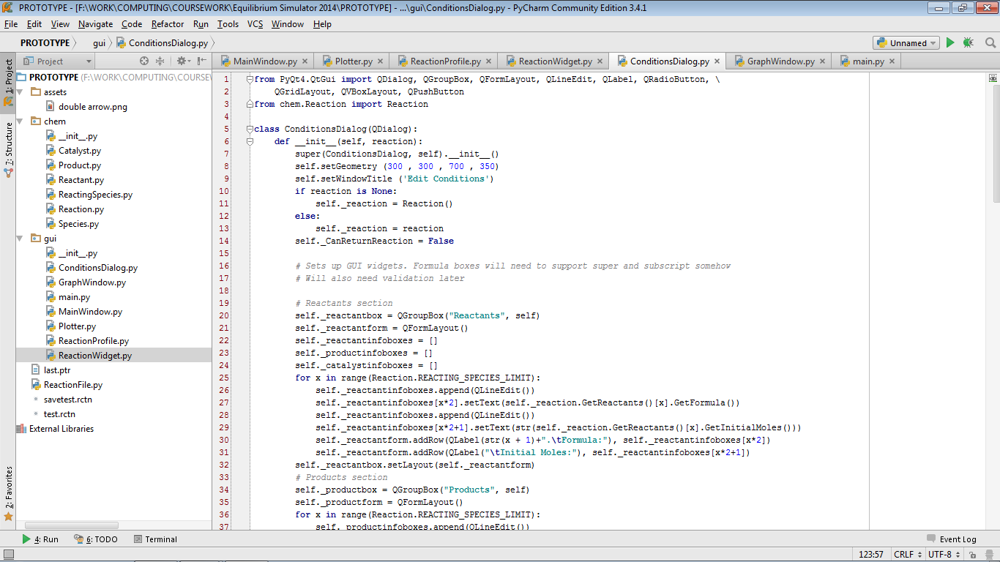 PROTOTYPE - [F:\WORK\COMPUTING\COURSEWORK\Equilibrium Simulator 2014\PROTOTYPE] - ...\gui\ConditionsDialog.py - PyCharm Community Edition 3.4.1
File Edit View Navigate Code Refactor Run Tools VCS Window Help
PROTOTYPE gui ConditionsDialog.py Unnamed
Project MainWindow.py Plotter.py ReactionProfile.py ReactionWidget.py ConditionsDialog.py GraphWindow.py main.py
1: Project
7: Structure
2: Favorites
PROTOTYPE (F:\WORK\COMPUTING\COURSEW
assets
double arrow.png
chem
__init__.py
Catalyst.py
Product.py
Reactant.py
ReactingSpecies.py
Reaction.py
Species.py
gui
__init__.py
ConditionsDialog.py
GraphWindow.py
main.py
MainWindow.py
Plotter.py
ReactionProfile.py
ReactionWidget.py
last.ptr
ReactionFile.py
savetest.rctn
test.rctn
External Libraries
1 from PyQt4.QtGui import QDialog, QGroupBox, QFormLayout, QLineEdit, QLabel, QRadioButton, \
2     QGridLayout, QVBoxLayout, QPushButton
3 from chem.Reaction import Reaction
4
5 class ConditionsDialog(QDialog):
6     def __init__(self, reaction):
7         super(ConditionsDialog, self).__init__()
8         self.setGeometry (300 , 300 , 700 , 350)
9         self.setWindowTitle ('Edit Conditions')
10         if reaction is None:
11             self._reaction = Reaction()
12         else:
13             self._reaction = reaction
14         self._CanReturnReaction = False
15
16         # Sets up GUI widgets. Formula boxes will need to support super and subscript somehow
17         # Will also need validation later
18
19         # Reactants section
20         self._reactantbox = QGroupBox("Reactants", self)
21         self._reactantform = QFormLayout()
22         self._reactantinfoboxes = []
23         self._productinfoboxes = []
24         self._catalystinfoboxes = []
25         for x in range(Reaction.REACTING_SPECIES_LIMIT):
26             self._reactantinfoboxes.append(QLineEdit())
27             self._reactantinfoboxes[x*2].setText(self._reaction.GetReactants()[x].GetFormula())
28             self._reactantinfoboxes.append(QLineEdit())
29             self._reactantinfoboxes[x*2+1].setText(str(self._reaction.GetReactants()[x].GetInitialMoles()))
30             self._reactantform.addRow(QLabel(str(x + 1)+".\tFormula:"), self._reactantinfoboxes[x*2])
31             self._reactantform.addRow(QLabel("\tInitial Moles:"), self._reactantinfoboxes[x*2+1])
32         self._reactantbox.setLayout(self._reactantform)
33         # Products section
34         self._productbox = QGroupBox("Products", self)
35         self._productform = QFormLayout()
36         for x in range(Reaction.REACTING_SPECIES_LIMIT):
37             self._productinfoboxes.append(QLineEdit())
4: Run 6: TODO Terminal Event Log
123:57 CRLF UTF-8